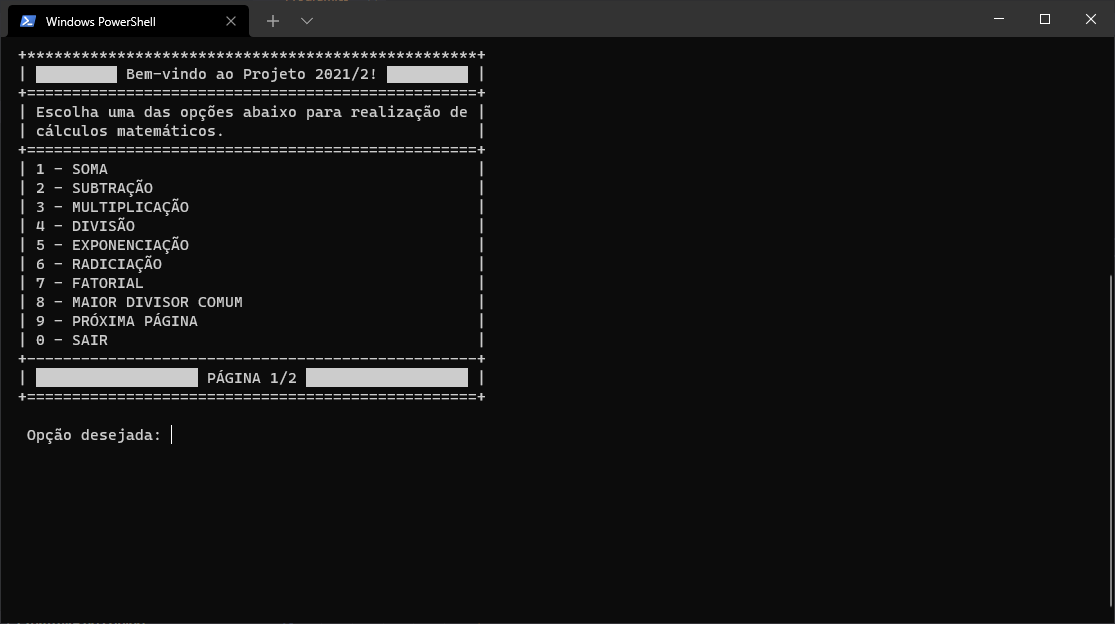 Windows PowerShell
+**************************************************+
| █████████ Bem-vindo ao Projeto 2021/2! █████████ |
+==================================================+
| Escolha uma das opções abaixo para realização de |
| cálculos matemáticos. |
+==================================================+
| 1 - SOMA |
| 2 - SUBTRAÇÃO |
| 3 - MULTIPLICAÇÃO |
| 4 - DIVISÃO |
| 5 - EXPONENCIAÇÃO |
| 6 - RADICIAÇÃO |
| 7 - FATORIAL |
| 8 - MAIOR DIVISOR COMUM |
| 9 - PRÓXIMA PÁGINA |
| 0 - SAIR |
+--------------------------------------------------+
| ██████████████████ PÁGINA 1/2 ██████████████████ |
+==================================================+
Opção desejada: